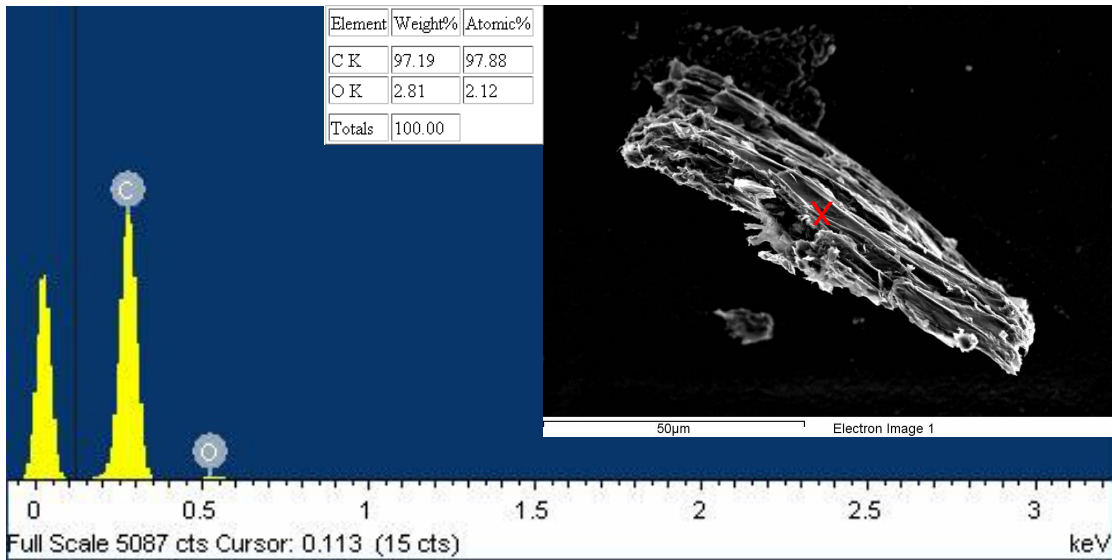 Element Weight% Atomic%
C K 97.19 97.88
O K 2.81 2.12
Totals 100.00
C
O
X
50µm Electron Image 1
0 0.5 1 1.5 2 2.5 3
Full Scale 5087 cts Cursor: 0.113 (15 cts) keV